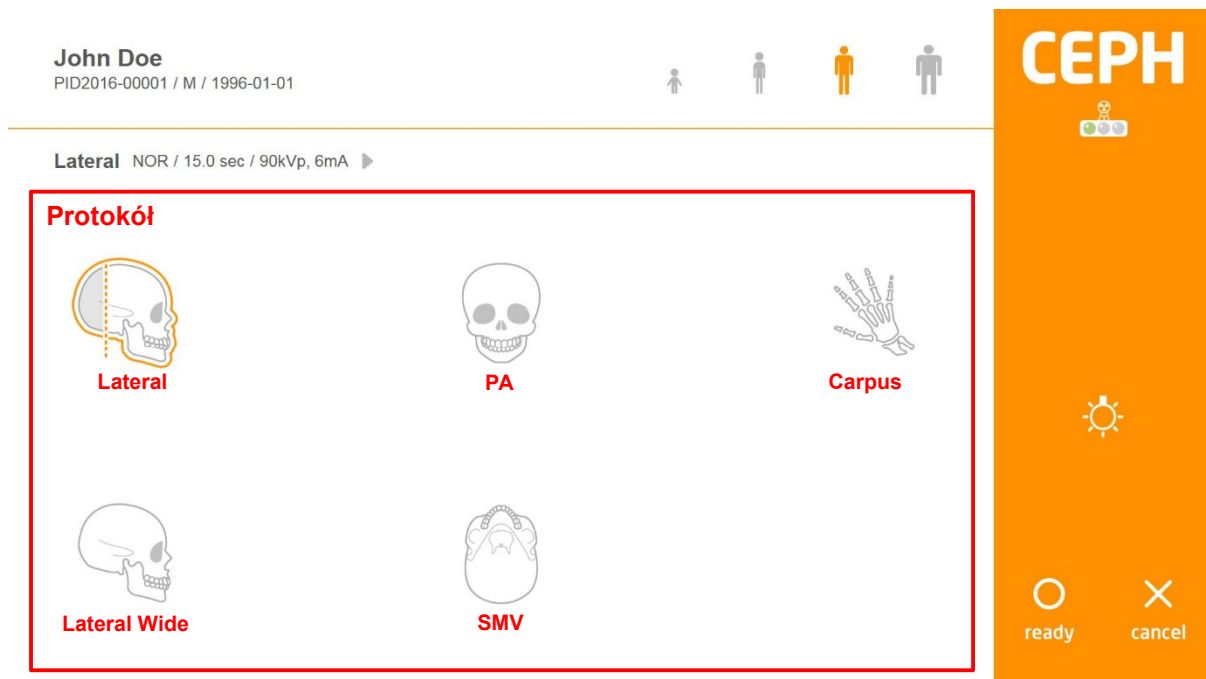 John Doe
PID2016-00001 / M / 1996-01-01
CEPH
Lateral NOR / 15.0 sec / 90kVp, 6mA
Protokół
Lateral
PA
Carpus
Lateral Wide
SMV
ready
cancel